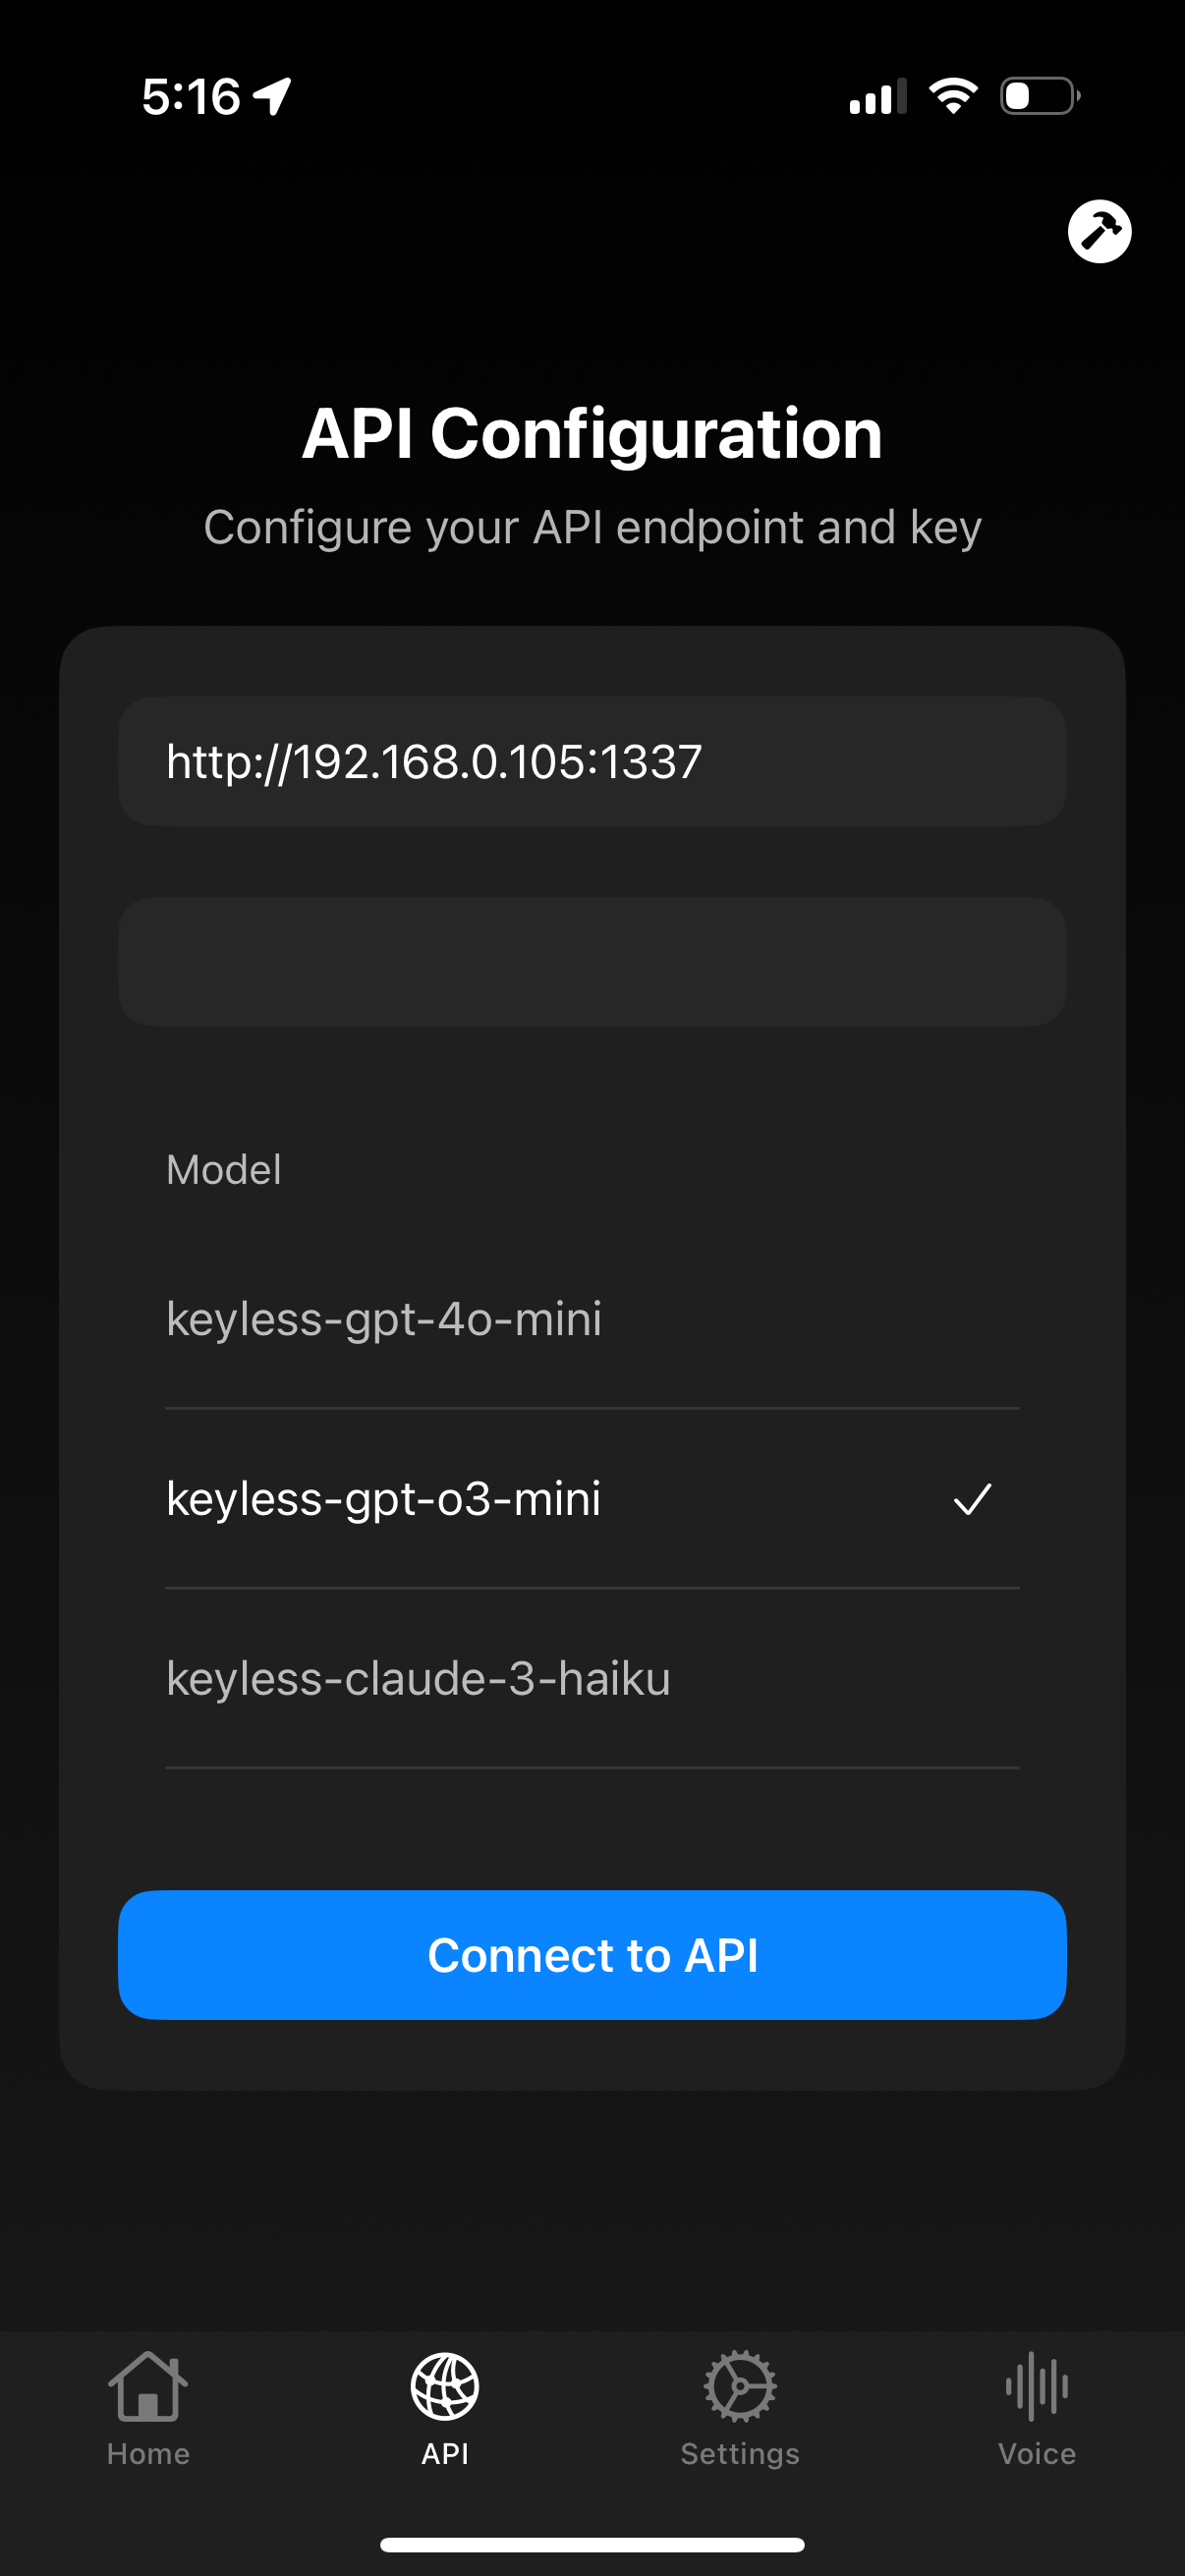 5:16
API Configuration
Configure your API endpoint and key
http://192.168.0.105:1337
Model
keyless-gpt-4o-mini
keyless-gpt-o3-mini
keyless-claude-3-haiku
Connect to API
Home API Settings Voice